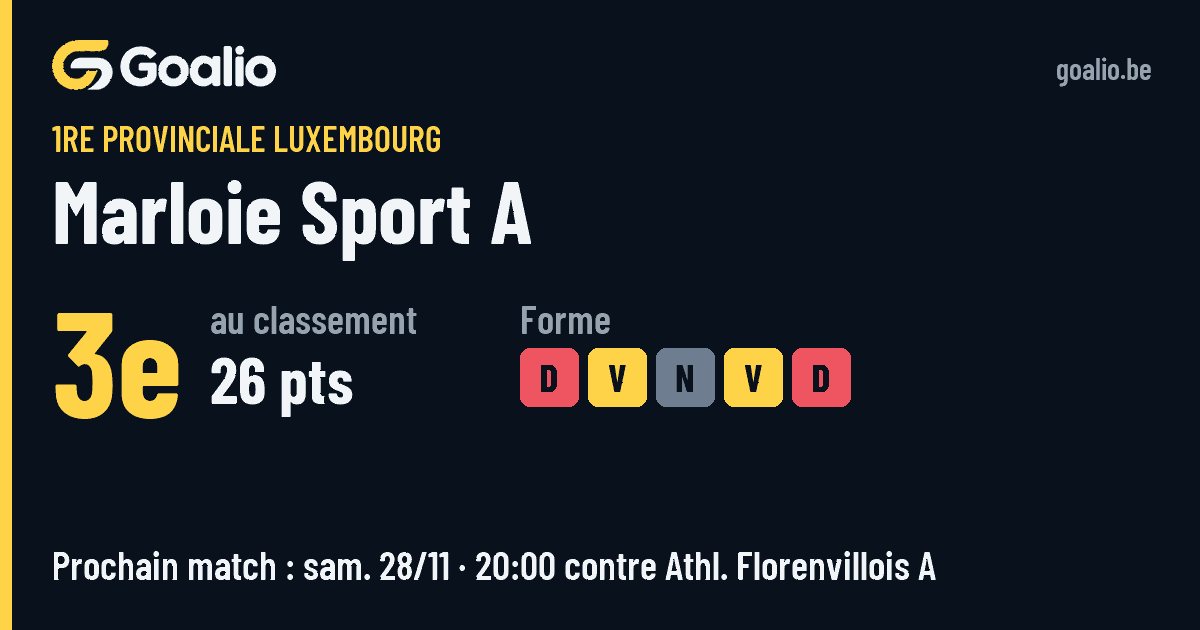 Goalio
goalio.be
1RE PROVINCIALE LUXEMBOURG
Marloie Sport A
3e
au classement
26 pts
Forme
D V N V D
Prochain match : sam. 28/11 · 20:00 contre Athl. Florenvillois A